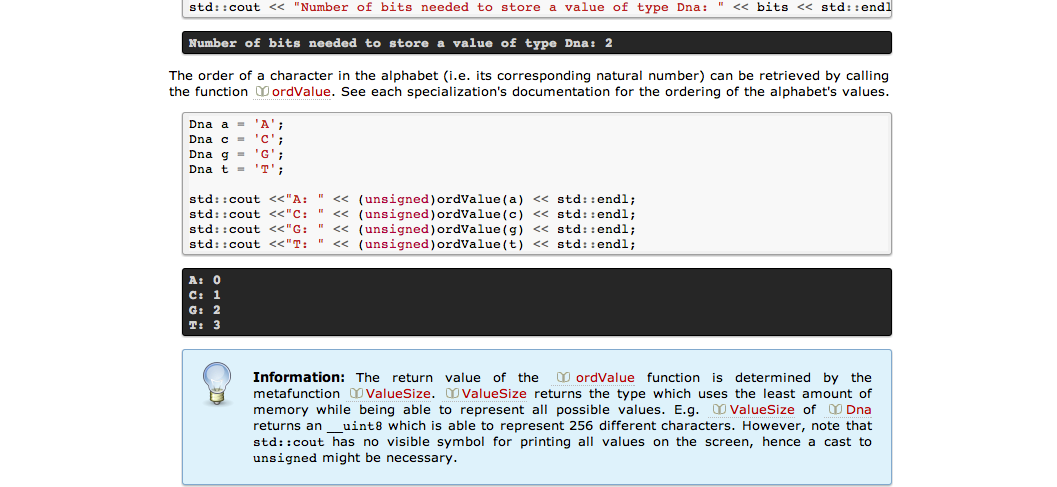 std::cout << "Number of bits needed to store a value of type Dna: " << bits << std::endl
Number of bits needed to store a value of type Dna: 2
The order of a character in the alphabet (i.e. its corresponding natural number) can be retrieved by calling
the function ordValue. See each specialization's documentation for the ordering of the alphabet's values.
Dna a = 'A';
Dna c = 'C';
Dna g = 'G';
Dna t = 'T';
std::cout <<"A: " << (unsigned)ordValue(a) << std::endl;
std::cout <<"C: " << (unsigned)ordValue(c) << std::endl;
std::cout <<"G: " << (unsigned)ordValue(g) << std::endl;
std::cout <<"T: " << (unsigned)ordValue(t) << std::endl;
A: 0
C: 1
G: 2
T: 3
Information: The return value of the ordValue function is determined by the
metafunction ValueSize. ValueSize returns the type which uses the least amount of
memory while being able to represent all possible values. E.g. ValueSize of Dna
returns an __uint8 which is able to represent 256 different characters. However, note that
std::cout has no visible symbol for printing all values on the screen, hence a cast to
unsigned might be necessary.